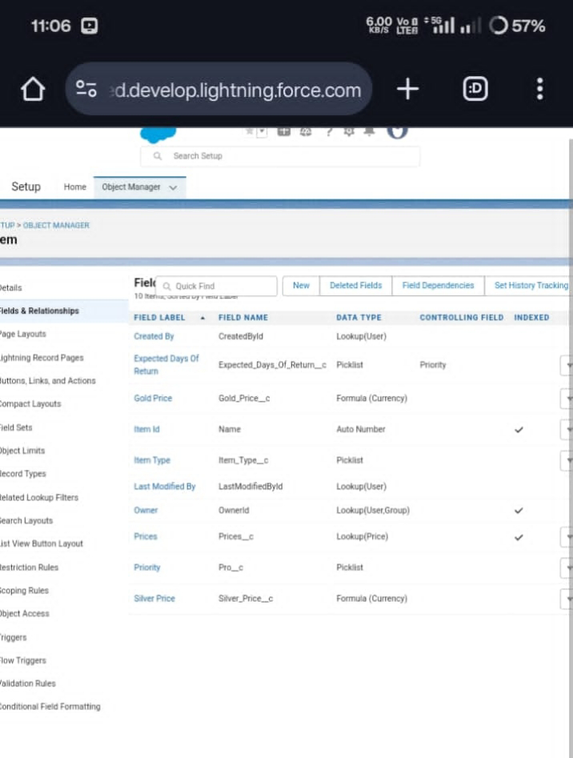 11:06 6.00 KB/S Vo LTE 5G 57%
d.develop.lightning.force.com :D
Search Setup
Setup Home Object Manager
TUP > OBJECT MANAGER
em
etails
ields & Relationships
age Layouts
ightning Record Pages
uttons, Links, and Actions
ompact Layouts
ield Sets
bject Limits
ecord Types
elated Lookup Filters
earch Layouts
ist View Button Layout
estriction Rules
coping Rules
bject Access
riggers
low Triggers
alidation Rules
onditional Field Formatting
Field Quick Find New Deleted Fields Field Dependencies Set History Tracking
10 Items, Sorted by Field Label
FIELD LABEL FIELD NAME DATA TYPE CONTROLLING FIELD INDEXED
Created By CreatedById Lookup(User)
Expected Days Of Return Expected_Days_Of_Return__c Picklist Priority
Gold Price Gold_Price__c Formula (Currency)
Item Id Name Auto Number
Item Type Item_Type__c Picklist
Last Modified By LastModifiedById Lookup(User)
Owner OwnerId Lookup(User,Group)
Prices Prices__c Lookup(Price)
Priority Pro__c Picklist
Silver Price Silver_Price__c Formula (Currency)